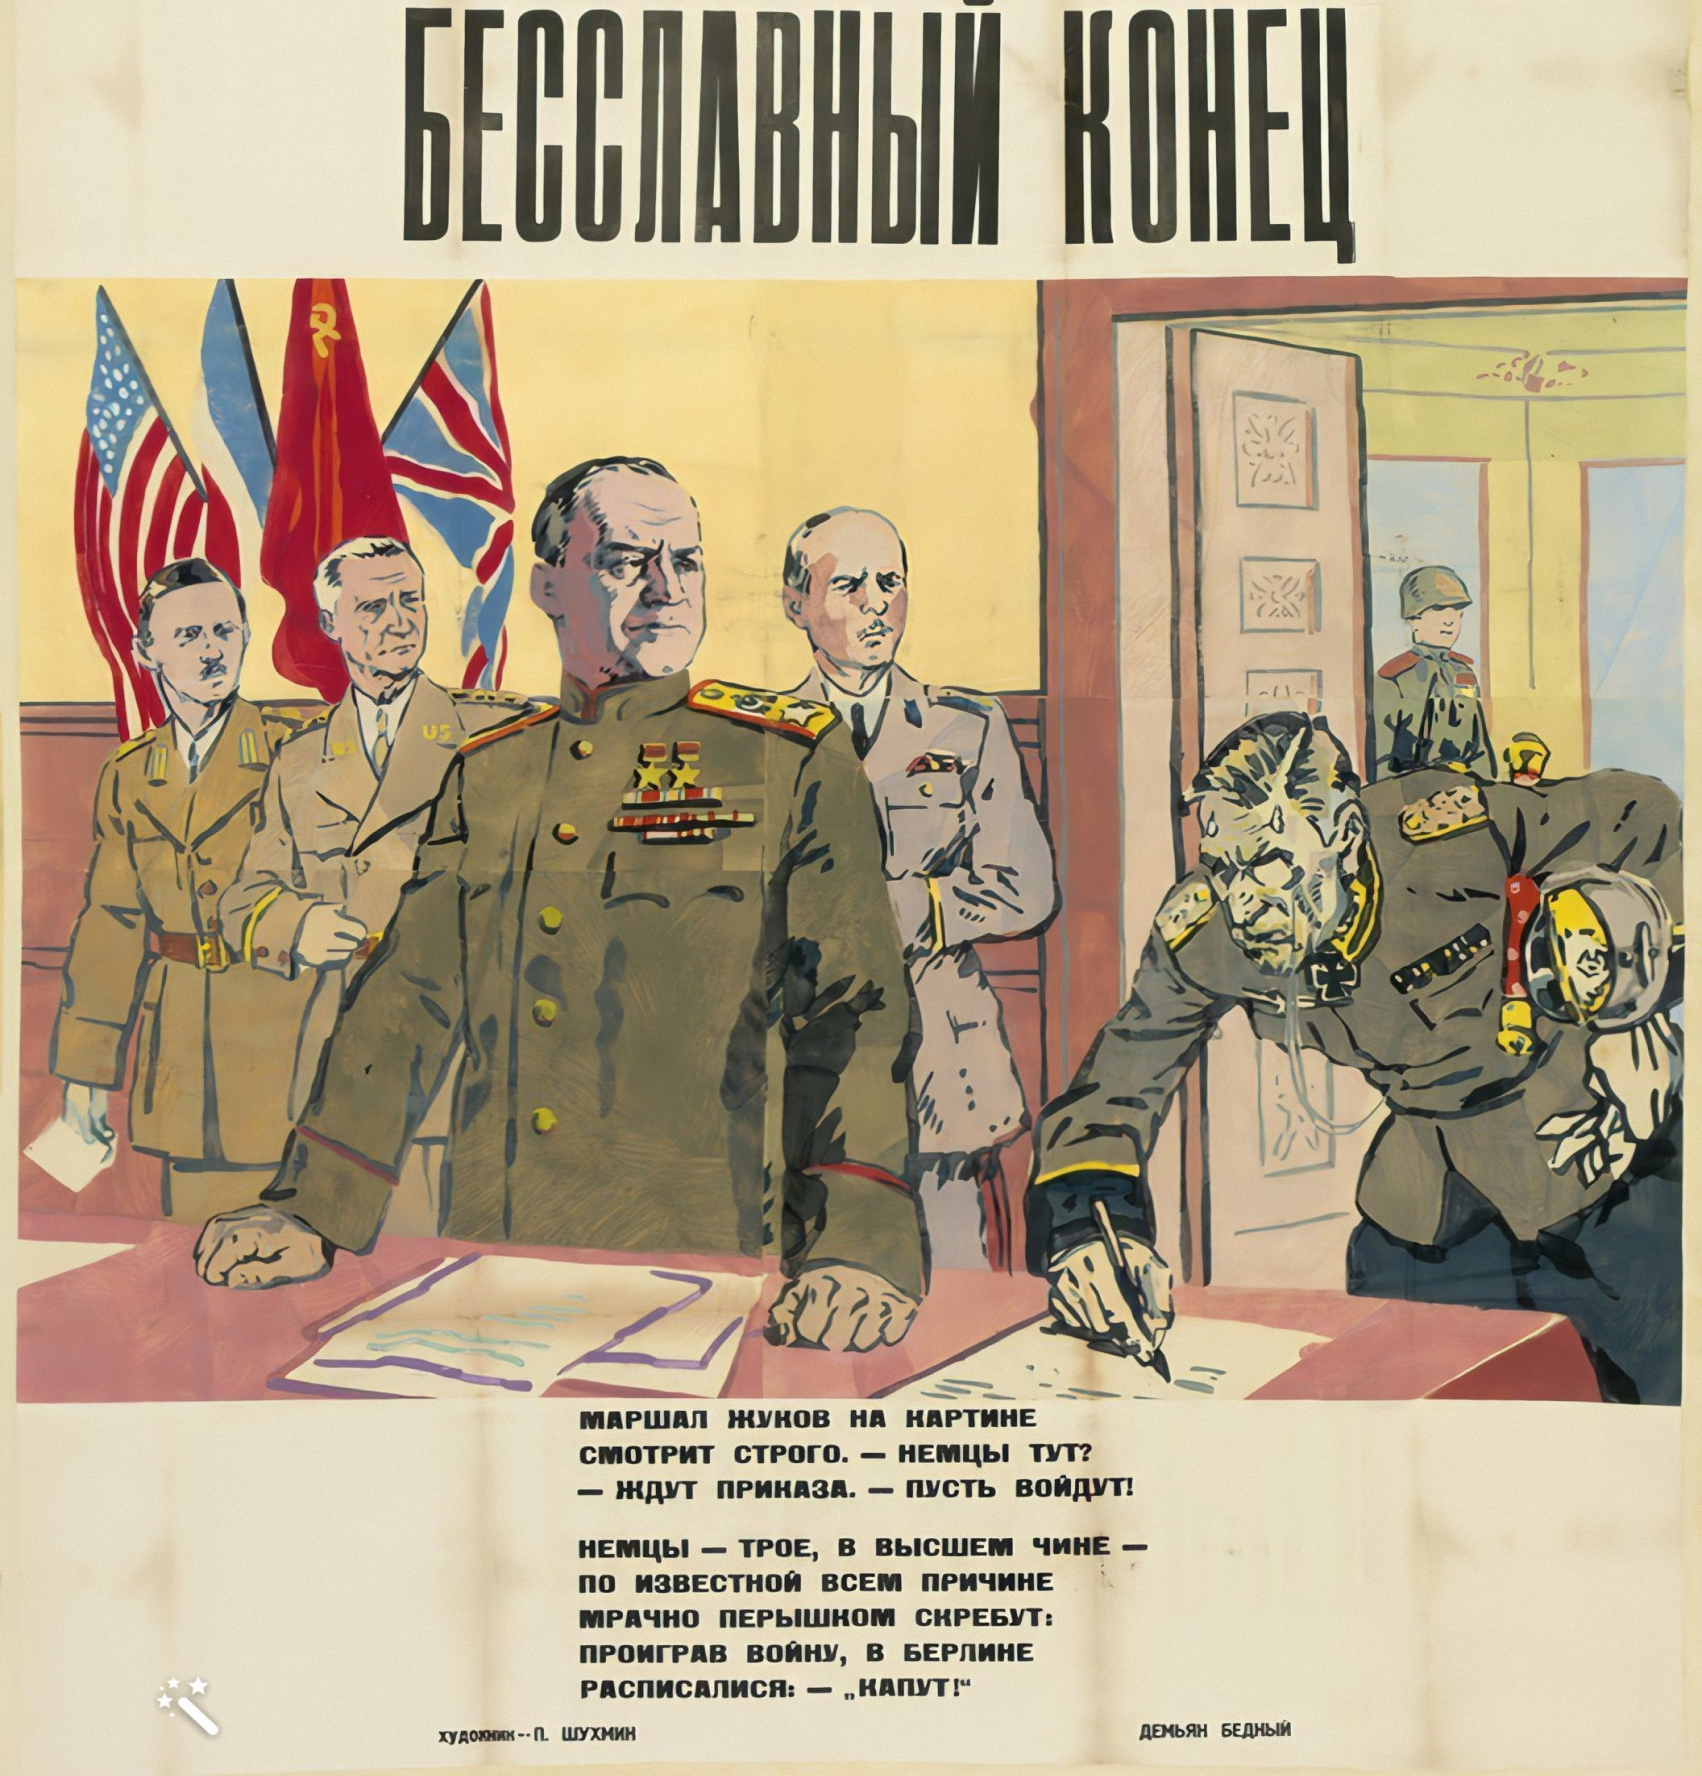 БЕССЛАВНЫЙ КОНЕЦ
US
US
МАРШАЛ ЖУКОВ НА КАРТИНЕ
СМОТРИТ СТРОГО. — НЕМЦЫ ТУТ?
— ЖДУТ ПРИКАЗА. — ПУСТЬ ВОЙДУТ!
НЕМЦЫ — ТРОЕ, В ВЫСШЕМ ЧИНЕ —
ПО ИЗВЕСТНОЙ ВСЕМ ПРИЧИНЕ
МРАЧНО ПЕРЫШКОМ СКРЕБУТ:
ПРОИГРАВ ВОЙНУ, В БЕРЛИНЕ
РАСПИСАЛИСЯ: — „КАПУТ!“
ХУДОЖНИК--П. ШУХМИН
ДЕМЬЯН БЕДНЫЙ